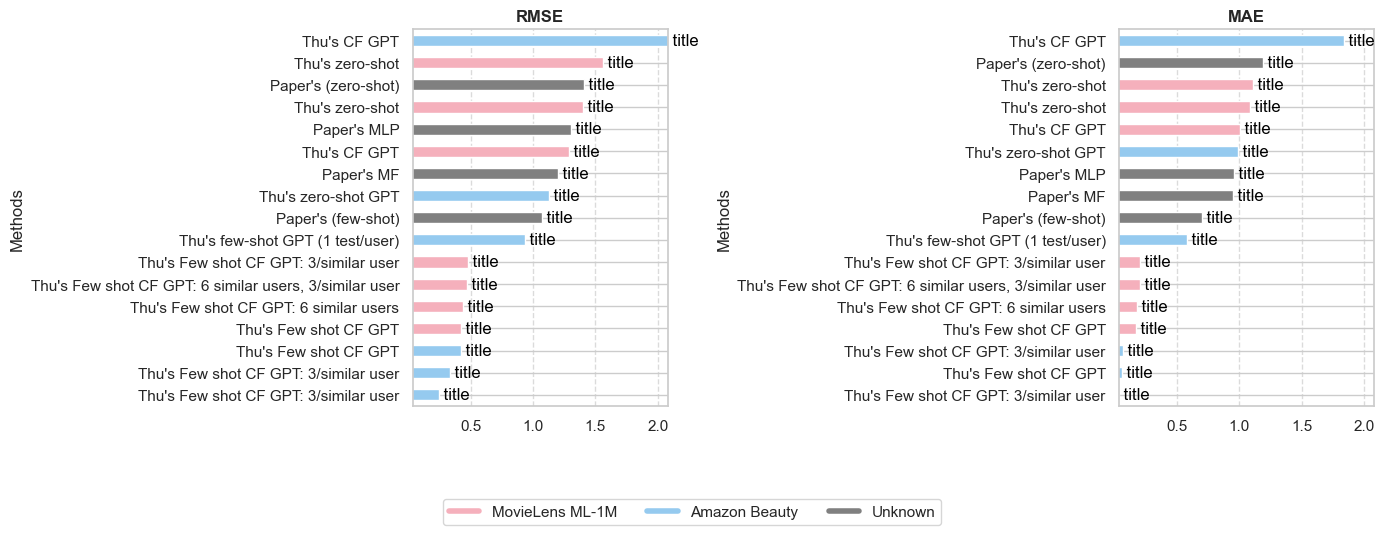 RMSE
Methods
Thu's CF GPT title
Thu's zero-shot title
Paper's (zero-shot) title
Thu's zero-shot title
Paper's MLP title
Thu's CF GPT title
Paper's MF title
Thu's zero-shot GPT title
Paper's (few-shot) title
Thu's few-shot GPT (1 test/user) title
Thu's Few shot CF GPT: 3/similar user title
Thu's Few shot CF GPT: 6 similar users, 3/similar user title
Thu's Few shot CF GPT: 6 similar users title
Thu's Few shot CF GPT title
Thu's Few shot CF GPT title
Thu's Few shot CF GPT: 3/similar user title
Thu's Few shot CF GPT: 3/similar user title
0.5 1.0 1.5 2.0
MAE
Methods
Thu's CF GPT title
Paper's (zero-shot) title
Thu's zero-shot title
Thu's zero-shot title
Thu's CF GPT title
Thu's zero-shot GPT title
Paper's MLP title
Paper's MF title
Paper's (few-shot) title
Thu's few-shot GPT (1 test/user) title
Thu's Few shot CF GPT: 3/similar user title
Thu's Few shot CF GPT: 6 similar users, 3/similar user title
Thu's Few shot CF GPT: 6 similar users title
Thu's Few shot CF GPT title
Thu's Few shot CF GPT: 3/similar user title
Thu's Few shot CF GPT title
Thu's Few shot CF GPT: 3/similar user title
0.5 1.0 1.5 2.0
MovieLens ML-1M Amazon Beauty Unknown